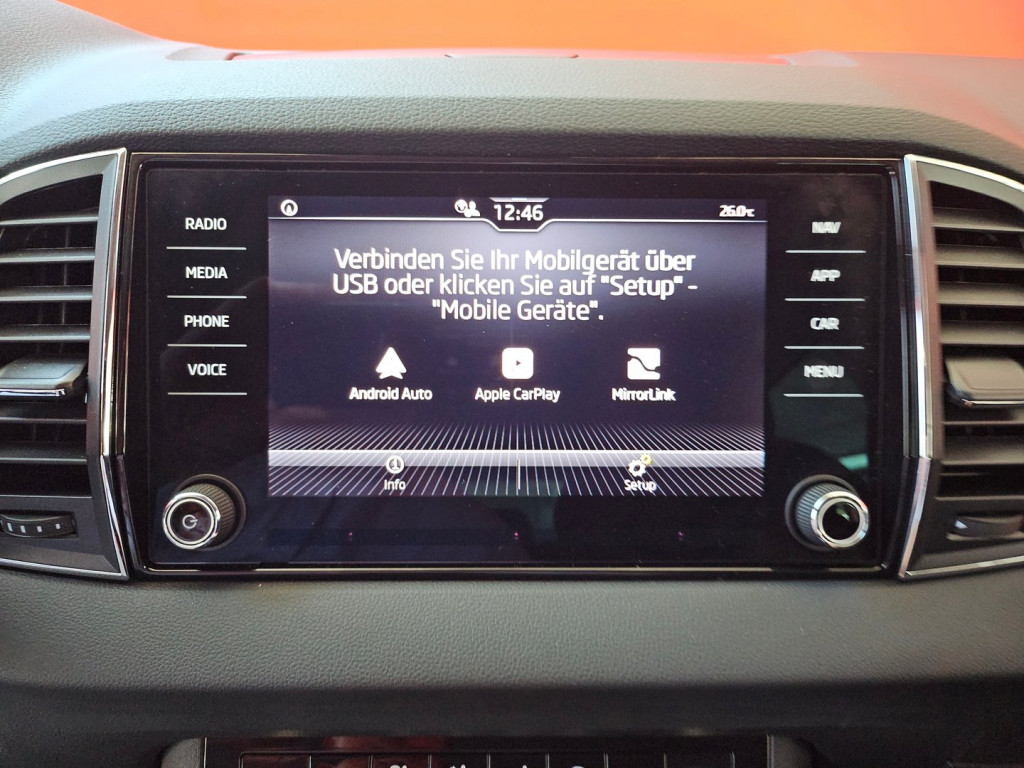 12:46
26.0°C
RADIO
MEDIA
PHONE
VOICE
Verbinden Sie Ihr Mobilgerät über
USB oder klicken Sie auf "Setup" -
"Mobile Geräte".
Android Auto
Apple CarPlay
MirrorLink
Info
Setup
NAV
APP
CAR
MENU